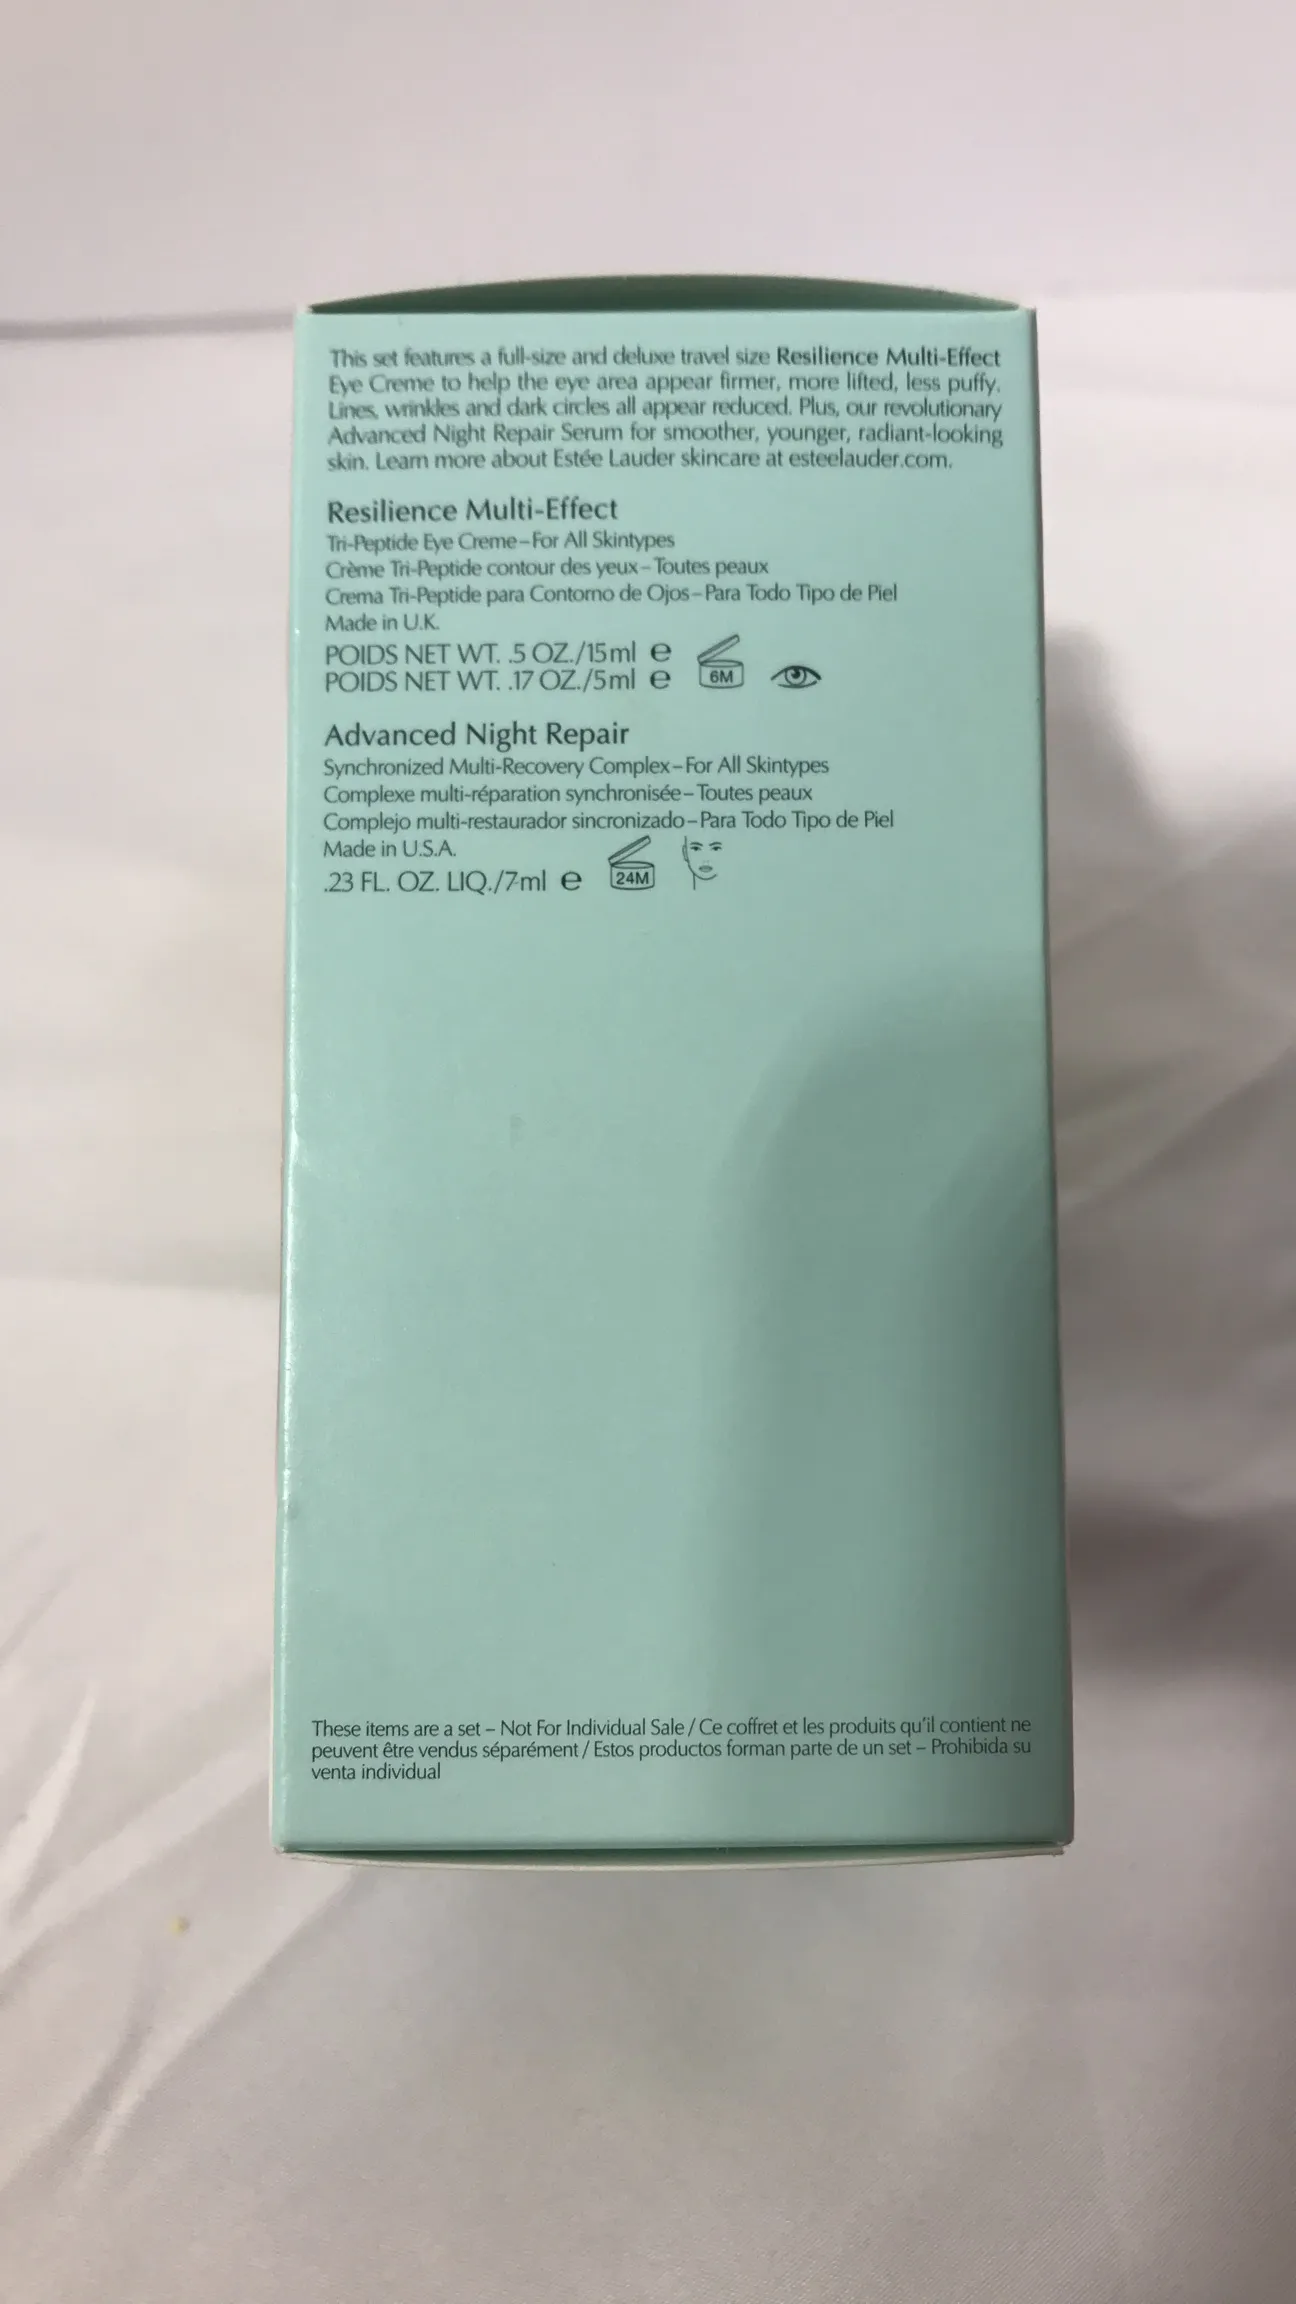 This set features a full-size and deluxe travel size Resilience Multi-Effect
Eye Creme to help the eye area appear firmer, more lifted, less puffy.
Lines, wrinkles and dark circles all appear reduced. Plus, our revolutionary
Advanced Night Repair Serum for smoother, younger, radiant-looking
skin. Learn more about Estée Lauder skincare at esteelauder.com.
Resilience Multi-Effect
Tri-Peptide Eye Creme–For All Skintypes
Crème Tri-Peptide contour des yeux–Toutes peaux
Crema Tri-Peptide para Contorno de Ojos–Para Todo Tipo de Piel
Made in U.K.
POIDS NET WT. .5 OZ./15ml e
POIDS NET WT. .17 OZ./5ml e 6M
Advanced Night Repair
Synchronized Multi-Recovery Complex–For All Skintypes
Complexe multi-réparation synchronisée–Toutes peaux
Complejo multi-restaurador sincronizado–Para Todo Tipo de Piel
Made in U.S.A.
.23 FL. OZ. LIQ./7ml e 24M
These items are a set – Not For Individual Sale / Ce coffret et les produits qu'il contient ne
peuvent être vendus séparément / Estos productos forman parte de un set – Prohibida su
venta individual